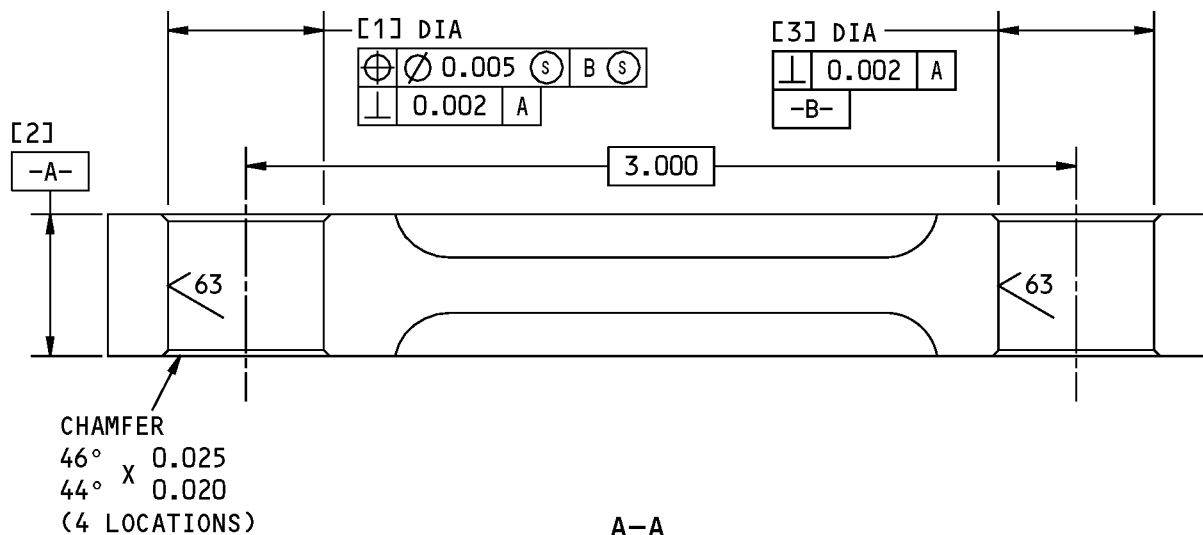 [1] DIA
⌖ Ø 0.005 Ⓢ B Ⓢ
⊥ 0.002 A
[3] DIA
⊥ 0.002 A
-B-
[2]
-A-
3.000
63
63
CHAMFER
46° X 0.025
44° 0.020
(4 LOCATIONS)
A-A